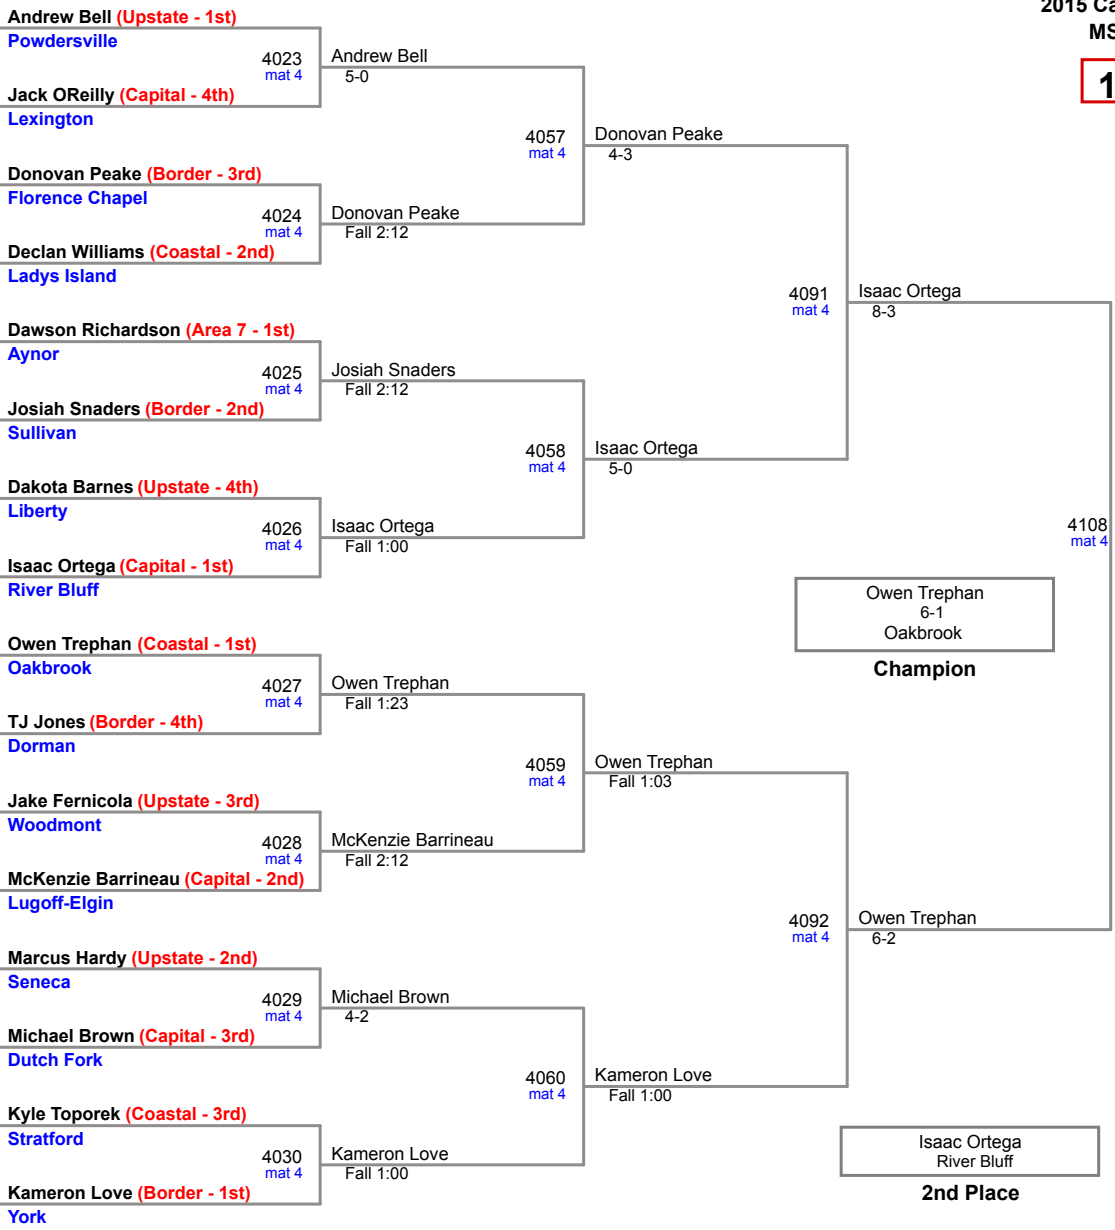 2015 Ca
MS
1
Andrew Bell (Upstate - 1st)
Powdersville
4023
mat 4
Andrew Bell
5-0
Jack OReilly (Capital - 4th)
Lexington
4057
mat 4
Donovan Peake
4-3
Donovan Peake (Border - 3rd)
Florence Chapel
4024
mat 4
Donovan Peake
Fall 2:12
Declan Williams (Coastal - 2nd)
Ladys Island
4091
mat 4
Isaac Ortega
8-3
Dawson Richardson (Area 7 - 1st)
Aynor
4025
mat 4
Josiah Snaders
Fall 2:12
Josiah Snaders (Border - 2nd)
Sullivan
4058
mat 4
Isaac Ortega
5-0
Dakota Barnes (Upstate - 4th)
Liberty
4026
mat 4
Isaac Ortega
Fall 1:00
Isaac Ortega (Capital - 1st)
River Bluff
4108
mat 4
Owen Trephan
6-1
Oakbrook
Champion
Owen Trephan (Coastal - 1st)
Oakbrook
4027
mat 4
Owen Trephan
Fall 1:23
TJ Jones (Border - 4th)
Dorman
4059
mat 4
Owen Trephan
Fall 1:03
Jake Fernicola (Upstate - 3rd)
Woodmont
4028
mat 4
McKenzie Barrineau
Fall 2:12
McKenzie Barrineau (Capital - 2nd)
Lugoff-Elgin
4092
mat 4
Owen Trephan
6-2
Marcus Hardy (Upstate - 2nd)
Seneca
4029
mat 4
Michael Brown
4-2
Michael Brown (Capital - 3rd)
Dutch Fork
4060
mat 4
Kameron Love
Fall 1:00
Kyle Toporek (Coastal - 3rd)
Stratford
4030
mat 4
Kameron Love
Fall 1:00
Kameron Love (Border - 1st)
York
Isaac Ortega
River Bluff
2nd Place